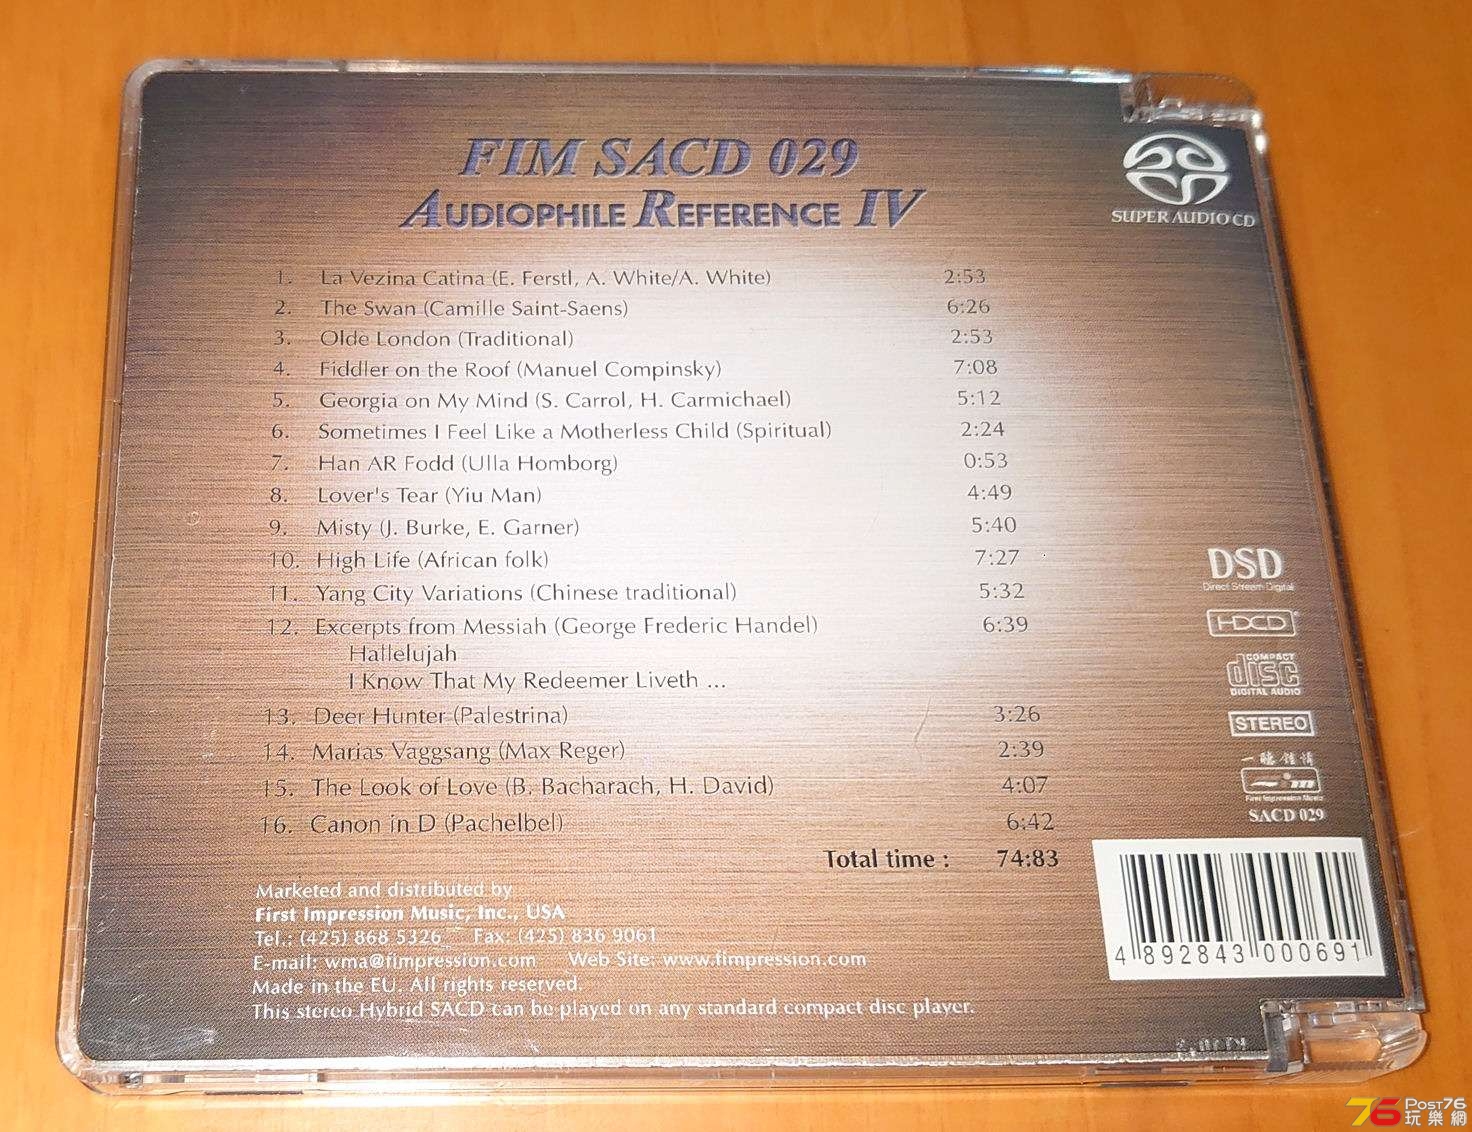 FIM SACD 029
AUDIOPHILE REFERENCE IV
SUPER AUDIO CD
1. La Vezina Catina (E. Ferstl, A. White/A. White) 2:53
2. The Swan (Camille Saint-Saens) 6:26
3. Olde London (Traditional) 2:53
4. Fiddler on the Roof (Manuel Compinsky) 7:08
5. Georgia on My Mind (S. Carrol, H. Carmichael) 5:12
6. Sometimes I Feel Like a Motherless Child (Spiritual) 2:24
7. Han AR Fodd (Ulla Homborg) 0:53
8. Lover's Tear (Yiu Man) 4:49
9. Misty (J. Burke, E. Garner) 5:40
10. High Life (African folk) 7:27
11. Yang City Variations (Chinese traditional) 5:32
12. Excerpts from Messiah (George Frederic Handel) 6:39
Hallelujah
I Know That My Redeemer Liveth ...
13. Deer Hunter (Palestrina) 3:26
14. Marias Vaggsang (Max Reger) 2:39
15. The Look of Love (B. Bacharach, H. David) 4:07
16. Canon in D (Pachelbel) 6:42
Total time : 74:83
DSD
Direct Stream Digital
HDCD
COMPACT
disc
DIGITAL AUDIO
STEREO
fim
First Impression Music
SACD 029
Marketed and distributed by
First Impression Music, Inc., USA
Tel.: (425) 868 5326 Fax: (425) 836 9061
E-mail: wma@fimpression.com Web Site: www.fimpression.com
Made in the EU. All rights reserved.
This stereo Hybrid SACD can be played on any standard compact disc player.
4 892843 000691
76 POST76
玩樂網